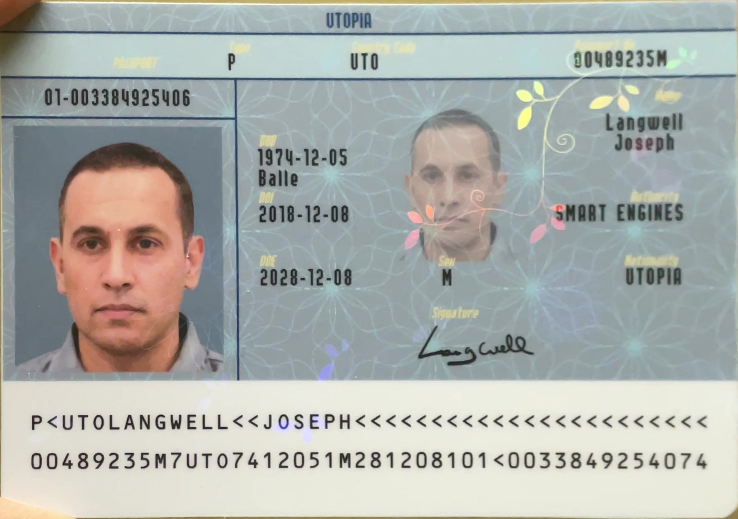 UTOPIA
PASSPORT
Type
P
Country Code
UTO
Passport No
00489235M
01-003384925406
Name
Langwell
Joseph
DOB
1974-12-05
Balle
DOI
2018-12-08
Authority
SMART ENGINES
DOE
2028-12-08
Sex
M
Nationality
UTOPIA
Signature
Langwell
P<UTOLANGWELL<<JOSEPH<<<<<<<<<<<<<<<<<<<<<<<
00489235M7UTO7412051M281208101<0033849254074